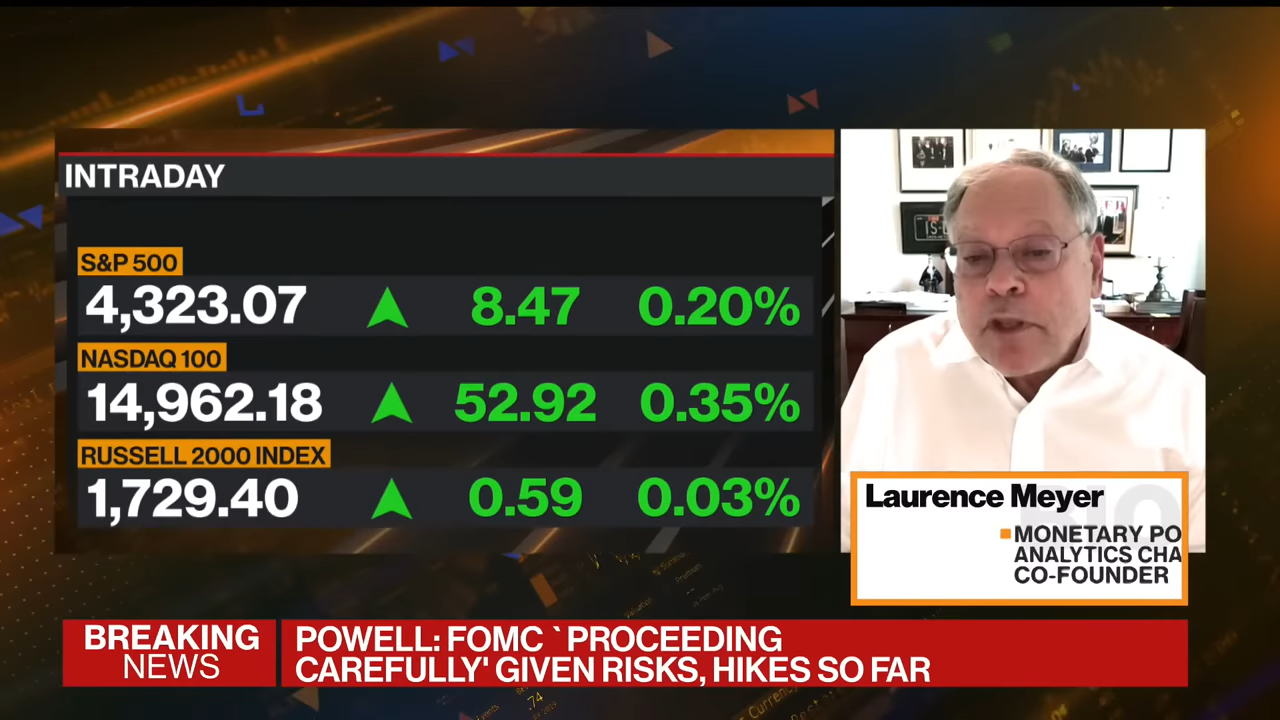 INTRADAY
S&P 500
4,323.07 ▲ 8.47 0.20%
NASDAQ 100
14,962.18 ▲ 52.92 0.35%
RUSSELL 2000 INDEX
1,729.40 ▲ 0.59 0.03%
BIO
Laurence Meyer
MONETARY PO
ANALYTICS CHA
CO-FOUNDER
BREAKING
NEWS
POWELL: FOMC `PROCEEDING
CAREFULLY' GIVEN RISKS, HIKES SO FAR